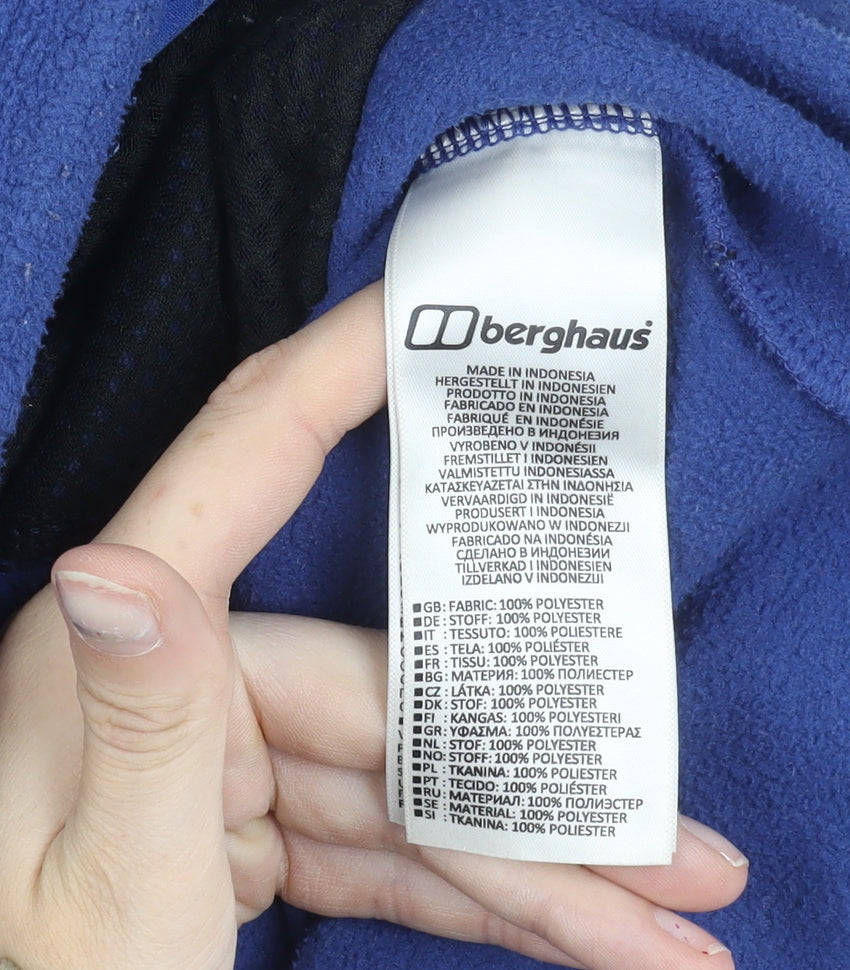 berghaus
MADE IN INDONESIA
HERGESTELLT IN INDONESIEN
PRODOTTO IN INDONESIA
FABRICADO EN INDONESIA
FABRIQUÉ EN INDONÉSIE
ПРОИЗВЕДЕНО В ИНДОНЕЗИЯ
VYROBENO V INDONÉSII
FREMSTILLET I INDONESIEN
VALMISTETTU INDONESIASSA
ΚΑΤΑΣΚΕΥΑΖΕΤΑΙ ΣΤΗΝ ΙΝΔΟΝΗΣΙΑ
VERVAARDIGD IN INDONESIË
PRODUSERT I INDONESIA
WYPRODUKOWANO W INDONEZJI
FABRICADO NA INDONÉSIA
СДЕЛАНО В ИНДОНЕЗИИ
TILLVERKAD I INDONESIEN
IZDELANO V INDONEZIJI
GB: FABRIC: 100% POLYESTER
DE: STOFF: 100% POLYESTER
IT : TESSUTO: 100% POLIESTERE
ES : TELA: 100% POLIÉSTER
FR : TISSU: 100% POLYESTER
BG: МАТЕРИЯ: 100% ПОЛИЕСТЕР
CZ : LÁTKA: 100% POLYESTER
DK: STOF: 100% POLYESTER
FI : KANGAS: 100% POLYESTERI
GR: ΥΦΑΣΜΑ: 100% ΠΟΛΥΕΣΤΕΡΑΣ
NL : STOF: 100% POLYESTER
NO: STOFF: 100% POLYESTER
PL : TKANINA: 100% POLIESTER
PT : TECIDO: 100% POLIÉSTER
RU: МАТЕРИАЛ: 100% ПОЛИЭСТЕР
SE : MATERIAL: 100% POLYESTER
SI : TKANINA: 100% POLIESTER